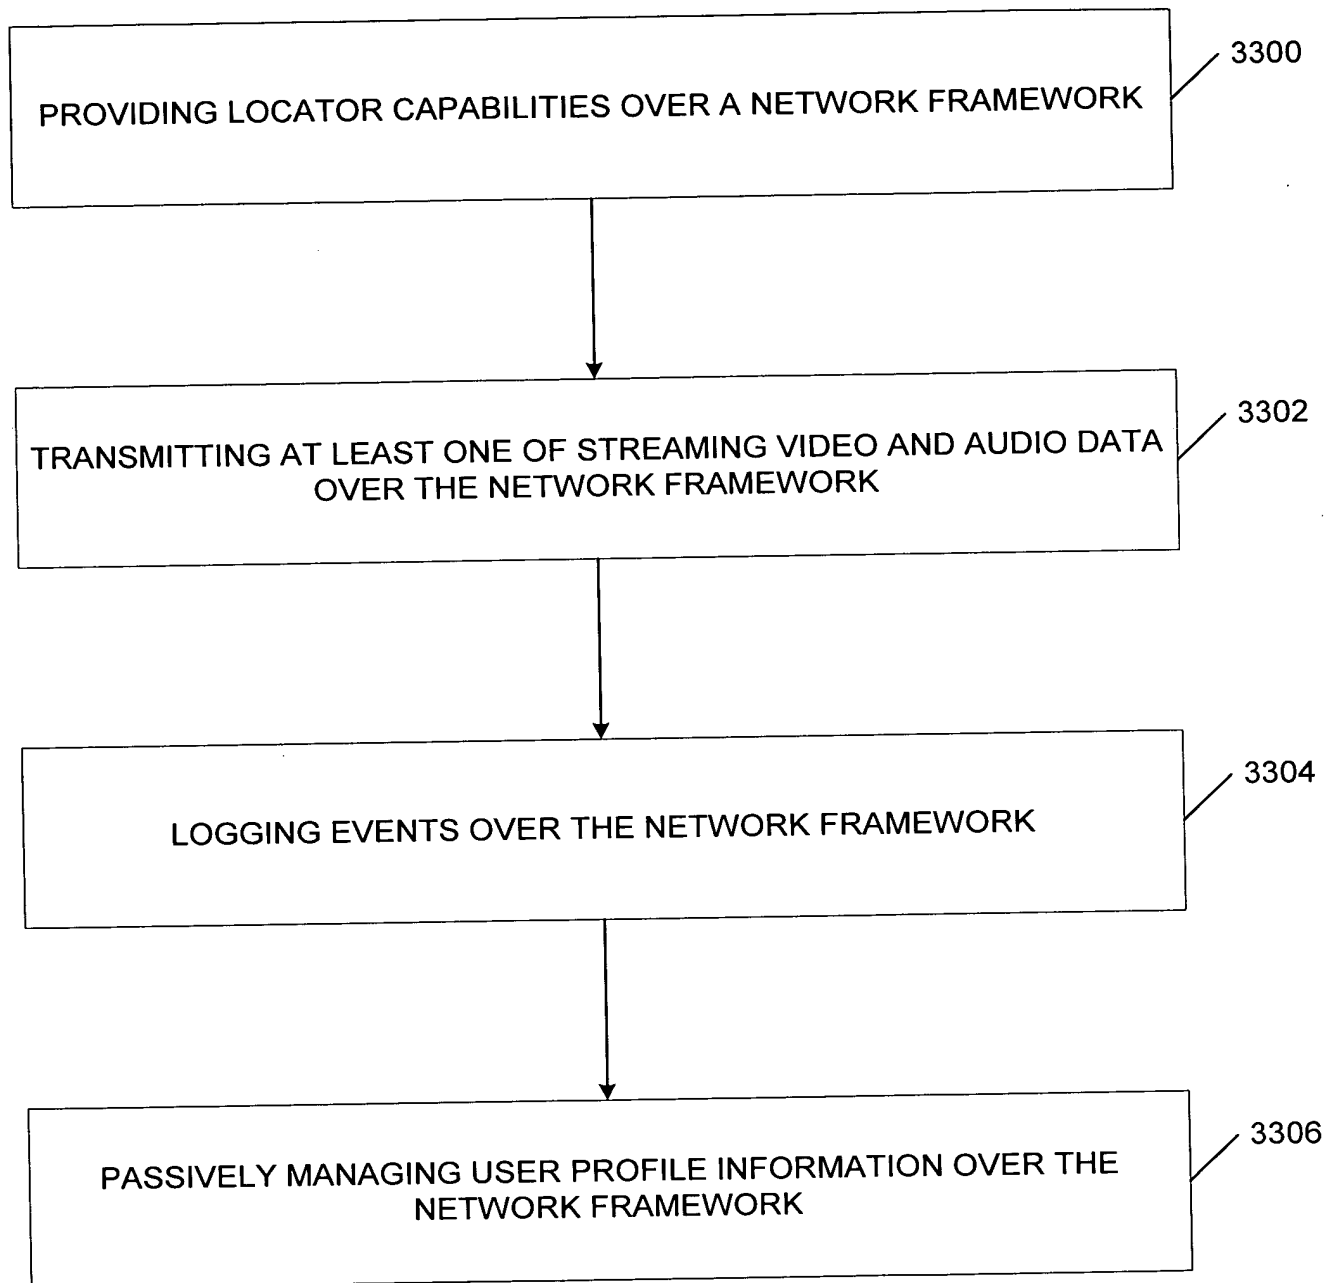 3300
PROVIDING LOCATOR CAPABILITIES OVER A NETWORK FRAMEWORK
3302
TRANSMITTING AT LEAST ONE OF STREAMING VIDEO AND AUDIO DATA
OVER THE NETWORK FRAMEWORK
3304
LOGGING EVENTS OVER THE NETWORK FRAMEWORK
3306
PASSIVELY MANAGING USER PROFILE INFORMATION OVER THE
NETWORK FRAMEWORK